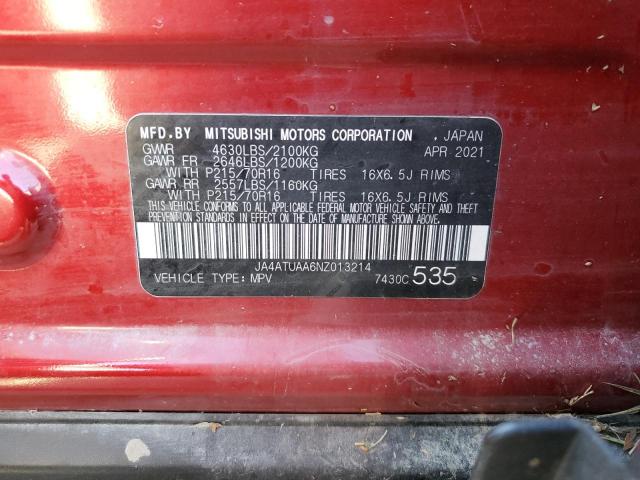 MFD.BY MITSUBISHI MOTORS CORPORATION , JAPAN
GVWR 4630LBS/2100KG APR 2021
GAWR FR 2646LBS/1200KG
WITH P215/70R16 TIRES 16X6.5J RIMS
GAWR RR 2557LBS/1160KG
WITH P215/70R16 TIRES 16X6.5J RIMS
THIS VEHICLE CONFORMS TO ALL APPLICABLE FEDERAL MOTOR VEHICLE SAFETY AND THEFT
PREVENTION STANDARDS IN EFFECT ON THE DATE OF MANUFACTURE SHOWN ABOVE.
JA4ATUAA6NZ013214
VEHICLE TYPE: MPV 7430C 535